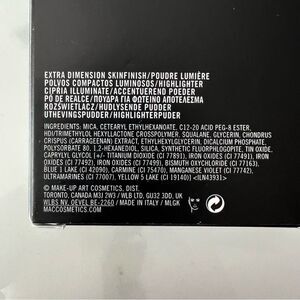 EXTRA DIMENSION SKINFINISH/POUDRE LUMIÈRE
POLVOS COMPACTOS LUMINOSOS/HIGHLIGHTER
CIPRIA ILLUMINATE/ACCENTUEREND POEDER
PÓ DE REALCE/ΠΟΥΔΡΑ ΓΙΑ ΦΩΤΕΙΝΟ ΑΠΟΤΕΛΕΣΜΑ
ROZŚWIETLACZ/HUDLYSENDE PUDDER
UTHEVINGSPUDDER/HIGHLIGHTERPUDER
INGREDIENTS: MICA, CETEARYL ETHYLHEXANOATE, C12-20 ACID PEG-8 ESTER,
HDI/TRIMETHYLOL HEXYLLACTONE CROSSPOLYMER, SQUALANE, GLYCERIN, CHONDRUS
CRISPUS (CARRAGEENAN) EXTRACT, ETHYLHEXYLGLYCERIN, DICALCIUM PHOSPHATE,
POLYSORBATE 80, 1,2-HEXANEDIOL, SILICA, SYNTHETIC FLUORPHLOGOPITE, TIN OXIDE,
CAPRYLYL GLYCOL [+/- TITANIUM DIOXIDE (CI 77891), IRON OXIDES (CI 77491),
IRON OXIDES (CI 77492), IRON OXIDES (CI 77499), BISMUTH OXYCHLORIDE (CI 77163),
BLUE 1 LAKE (CI 42090), CARMINE (CI 75470), MANGANESE VIOLET (CI 77742),
ULTRAMARINES (CI 77007), YELLOW 5 LAKE (CI 19140)] <ILN43931>
© MAKE-UP ART COSMETICS, DIST.
TORONTO, CANADA M3J 2W3 / WLB LTD, GU32 3DD, UK
WLBS NV, OEVEL BE-2260 / MADE IN ITALY / MLGK
MACCOSMETICS.COM